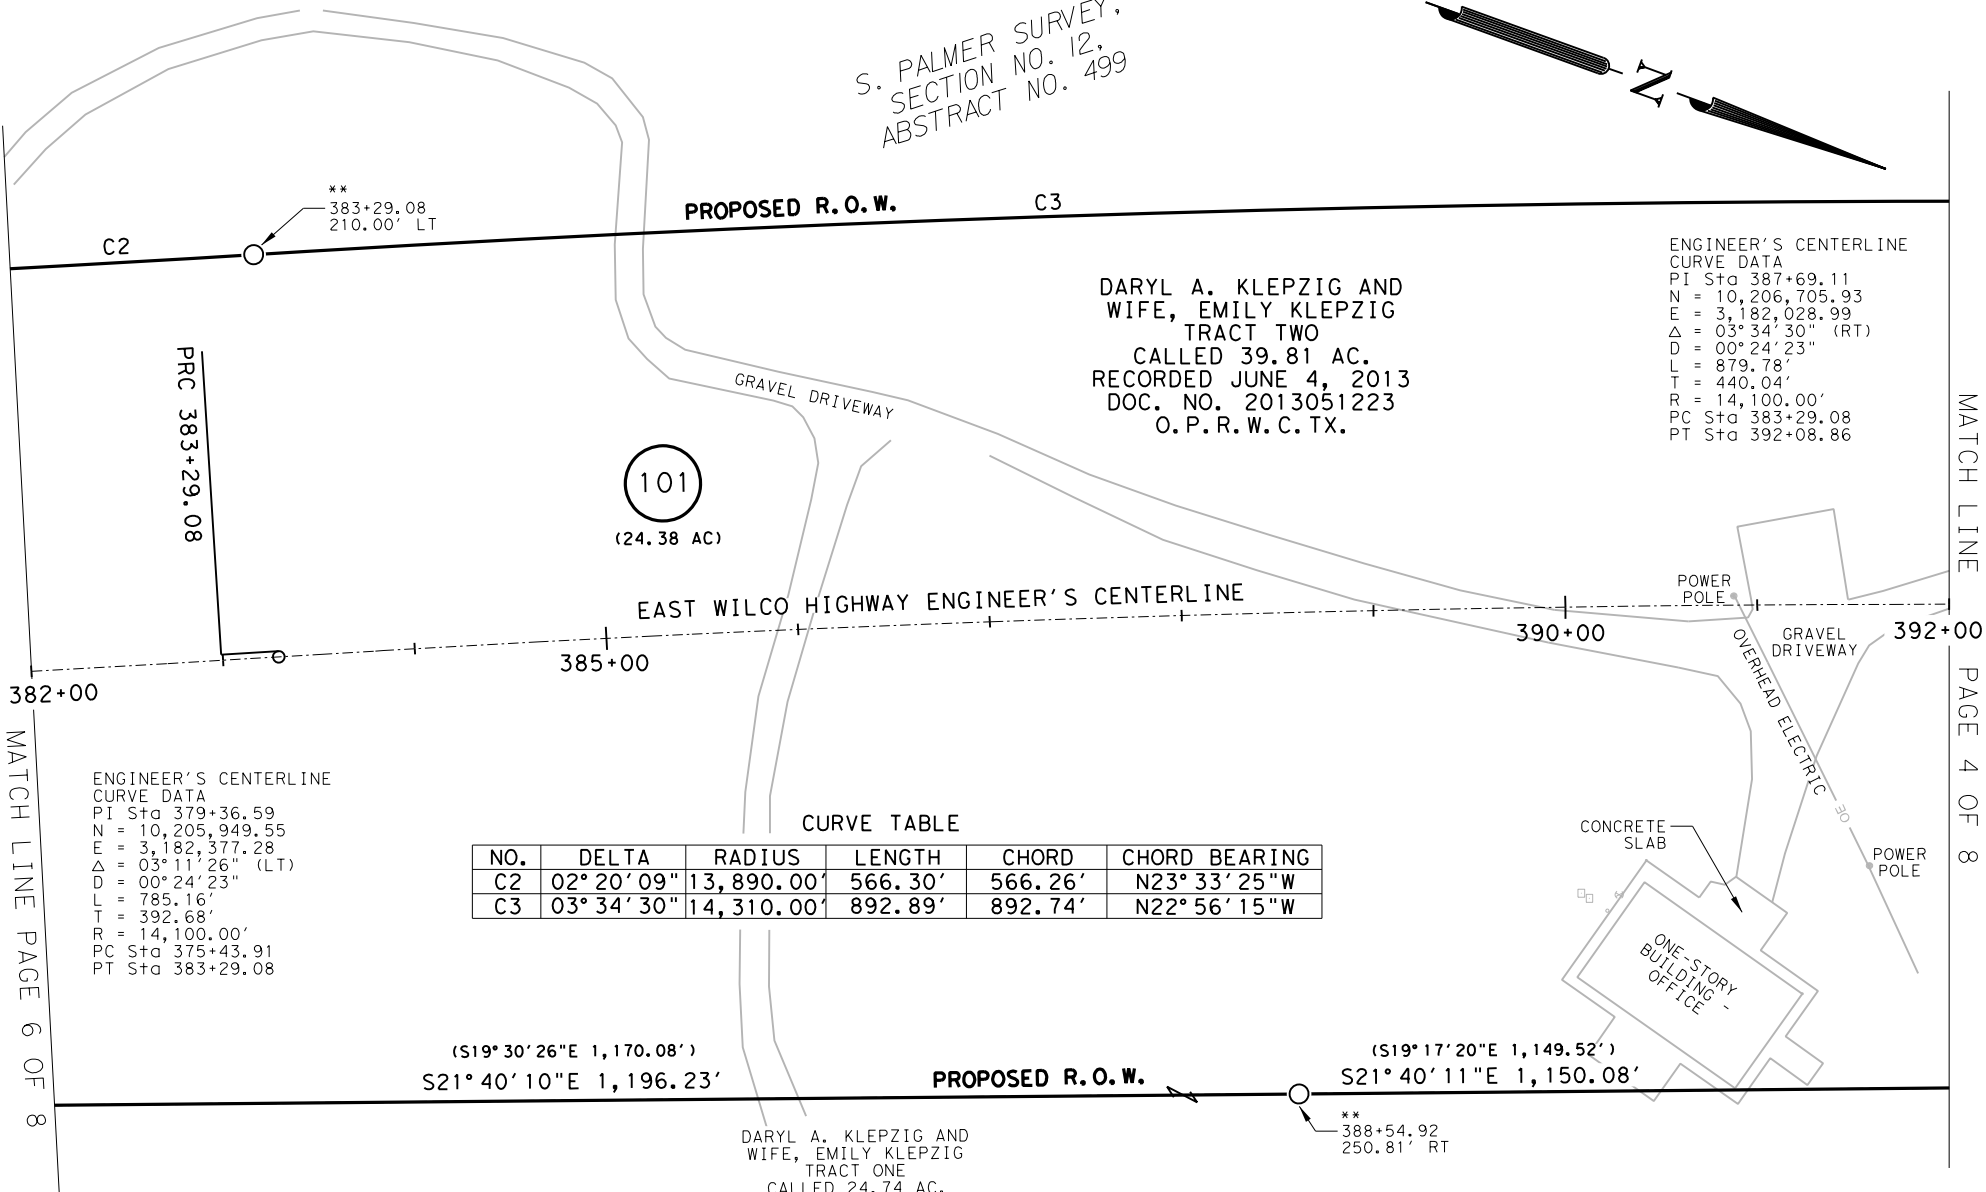 S. PALMER SURVEY,
SECTION NO. 12,
ABSTRACT NO. 499
N
**
383+29.08
210.00' LT
PROPOSED R.O.W.
C3
C2
ENGINEER'S CENTERLINE
CURVE DATA
PI Sta 387+69.11
N = 10,206,705.93
E = 3,182,028.99
Δ = 03°34'30" (RT)
D = 00°24'23"
L = 879.78'
T = 440.04'
R = 14,100.00'
PC Sta 383+29.08
PT Sta 392+08.86
DARYL A. KLEPZIG AND
WIFE, EMILY KLEPZIG
TRACT TWO
CALLED 39.81 AC.
RECORDED JUNE 4, 2013
DOC. NO. 2013051223
O.P.R.W.C.TX.
PRC 383+29.08
GRAVEL DRIVEWAY
101
(24.38 AC)
MATCH LINE PAGE 4 OF 8
EAST WILCO HIGHWAY ENGINEER'S CENTERLINE
POWER
POLE
382+00
385+00
390+00
392+00
GRAVEL
DRIVEWAY
OVERHEAD ELECTRIC
OE
MATCH LINE PAGE 6 OF 8
ENGINEER'S CENTERLINE
CURVE DATA
PI Sta 379+36.59
N = 10,205,949.55
E = 3,182,377.28
Δ = 03°11'26" (LT)
D = 00°24'23"
L = 785.16'
T = 392.68'
R = 14,100.00'
PC Sta 375+43.91
PT Sta 383+29.08
CURVE TABLE
NO. DELTA RADIUS LENGTH CHORD CHORD BEARING
C2 02°20'09" 13,890.00' 566.30' 566.26' N23°33'25"W
C3 03°34'30" 14,310.00' 892.89' 892.74' N22°56'15"W
CONCRETE
SLAB
POWER
POLE
ONE-STORY
BUILDING -
OFFICE
(S19°30'26"E 1,170.08')
S21°40'10"E 1,196.23'
PROPOSED R.O.W.
(S19°17'20"E 1,149.52')
S21°40'11"E 1,150.08'
**
388+54.92
250.81' RT
DARYL A. KLEPZIG AND
WIFE, EMILY KLEPZIG
TRACT ONE
CALLED 24.74 AC.